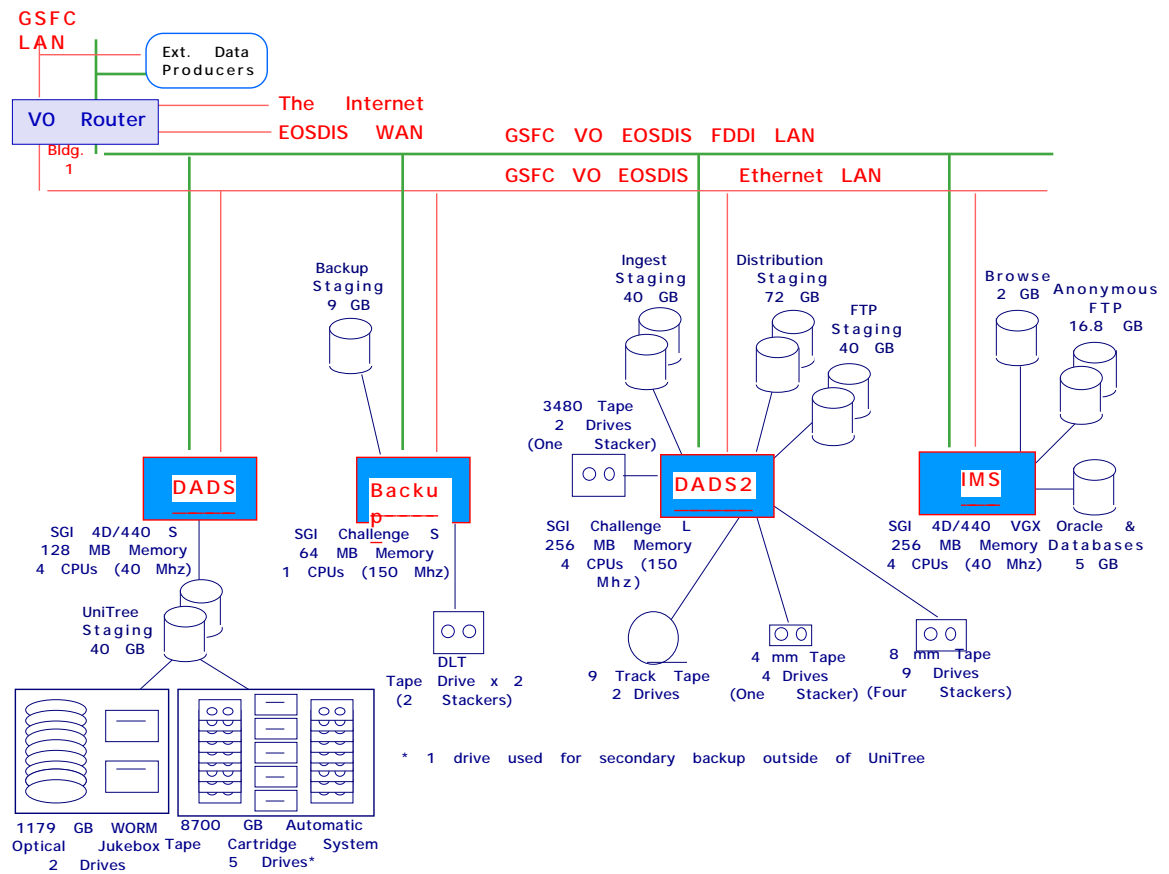 GSFC
LAN
Ext. Data
Producers
V0 Router
The Internet
EOSDIS WAN
Bldg.
1
GSFC V0 EOSDIS FDDI LAN
GSFC V0 EOSDIS Ethernet LAN
Backup
Staging
9 GB
Ingest
Staging
40 GB
Distribution
Staging
72 GB
FTP
Staging
40 GB
Browse
2 GB
Anonymous
FTP
16.8 GB
3480 Tape
2 Drives
(One Stacker)
DADS
SGI 4D/440 S
128 MB Memory
4 CPUs (40 Mhz)
Backu
p
SGI Challenge S
64 MB Memory
1 CPUs (150 Mhz)
DADS2
SGI Challenge L
256 MB Memory
4 CPUs (150
Mhz)
IMS
SGI 4D/440 VGX
256 MB Memory
4 CPUs (40 Mhz)
Oracle &
Databases
5 GB
UniTree
Staging
40 GB
DLT
Tape Drive x 2
(2 Stackers)
9 Track Tape
2 Drives
4 mm Tape
4 Drives
(One Stacker)
8 mm Tape
9 Drives
(Four Stackers)
* 1 drive used for secondary backup outside of UniTree
1179 GB WORM
Optical Jukebox
2 Drives
8700 GB Automatic
Tape Cartridge System
5 Drives*